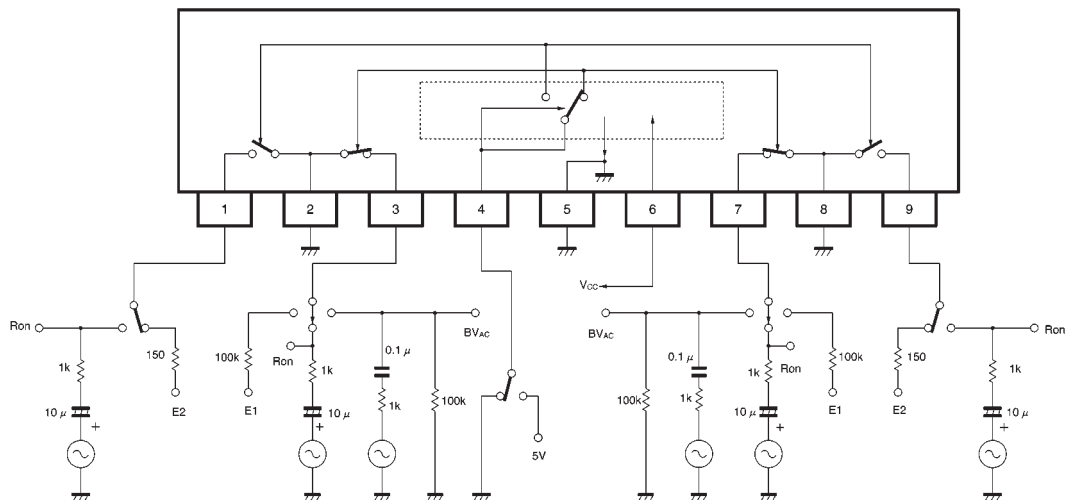 1 2 3 4 5 6 7 8 9
VCC
Ron 150 100k Ron 0.1 μ BVAC BVAC 0.1 μ Ron 100k 150 Ron
1k 1k 1k 100k 100k 1k 1k 1k
E2 E1 E1 E2
10 μ + 10 μ + 10 μ + 10 μ +
5V